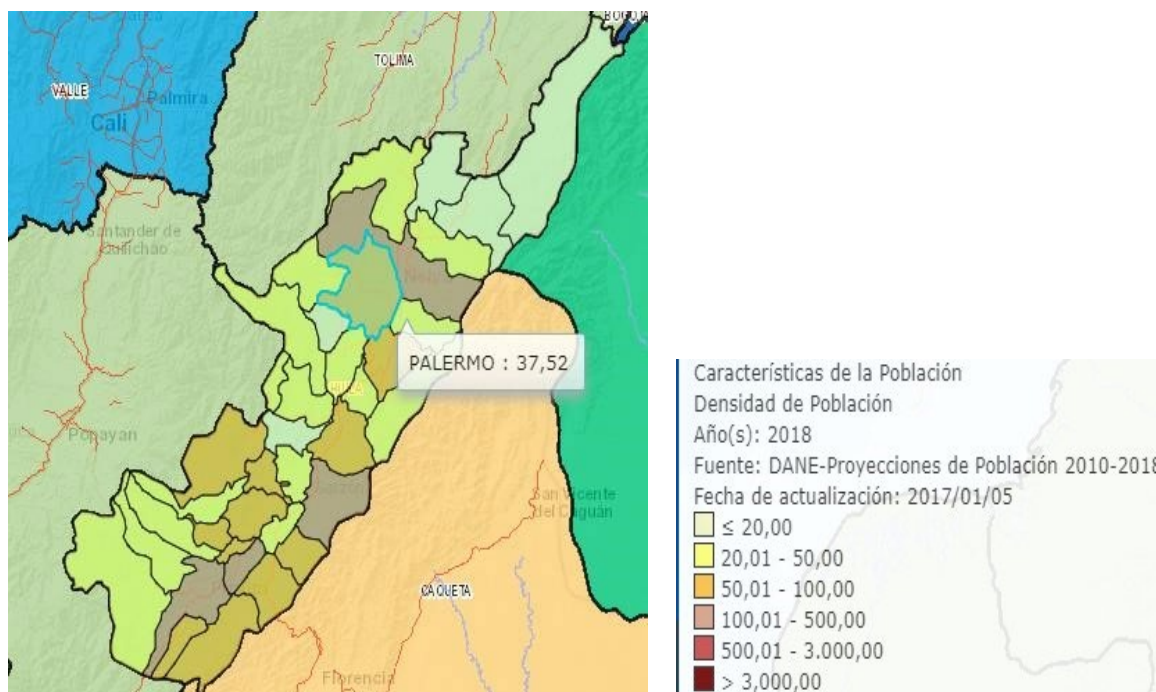 BOGOTA
TOLIMA
VALLE
Palmira
Cali
Santander de
Quilichao
Neiva
PALERMO : 37,52
HUILA
Popayan
Garzón
San Vicente
del Caguán
CAQUETA
Florencia
Características de la Población
Densidad de Población
Año(s): 2018
Fuente: DANE-Proyecciones de Población 2010-2018
Fecha de actualización: 2017/01/05
≤ 20,00
20,01 - 50,00
50,01 - 100,00
100,01 - 500,00
500,01 - 3.000,00
> 3,000,00